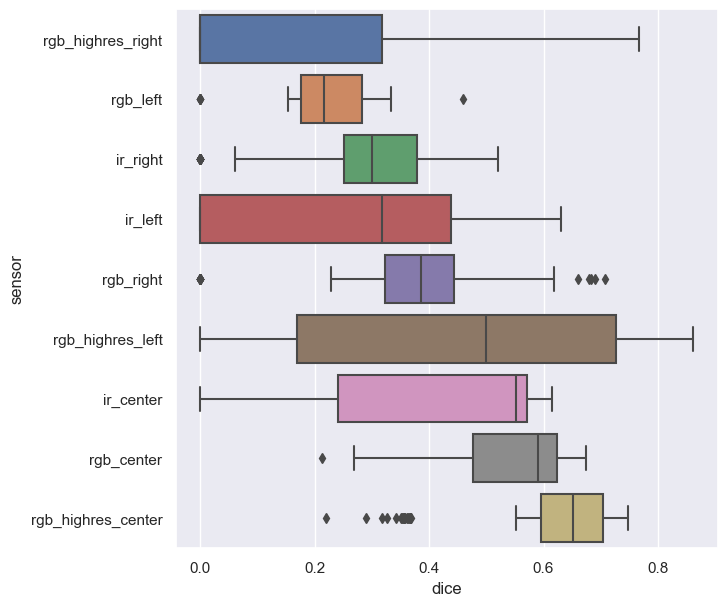 sensor
rgb_highres_right
rgb_left
ir_right
ir_left
rgb_right
rgb_highres_left
ir_center
rgb_center
rgb_highres_center
0.0 0.2 0.4 0.6 0.8
dice